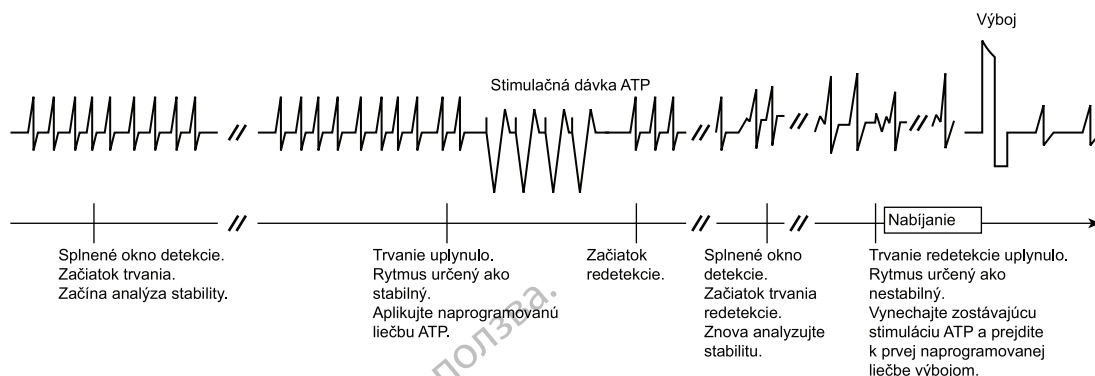 Výboj
Stimulačná dávka ATP
Nabíjanie
Splnené okno detekcie.
Začiatok trvania.
Začína analýza stability.
Trvanie uplynulo.
Rytmus určený ako
stabilný.
Aplikujte naprogramovanú
liečbu ATP.
Začiatok
redetekcie.
Splnené okno
detekcie.
Začiatok trvania
redetekcie.
Znova analyzujte
stabilitu.
Trvanie redetekcie uplynulo.
Rytmus určený ako
nestabilný.
Vynechajte zostávajúcu
stimuláciu ATP a prejdite
k prvej naprogramovanej
liečbe výbojom.